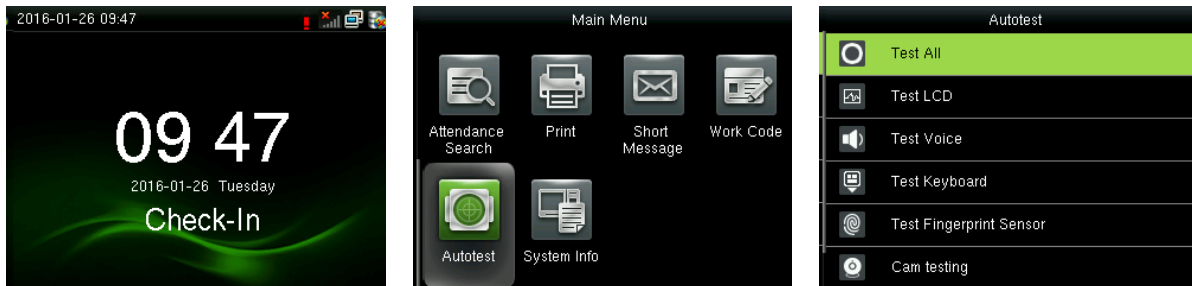 2016-01-26 09:47
09 47
2016-01-26 Tuesday
Check-In
Main Menu
Attendance
Search
Print
Short
Message
Work Code
Autotest
System Info
Autotest
Test All
Test LCD
Test Voice
Test Keyboard
Test Fingerprint Sensor
Cam testing